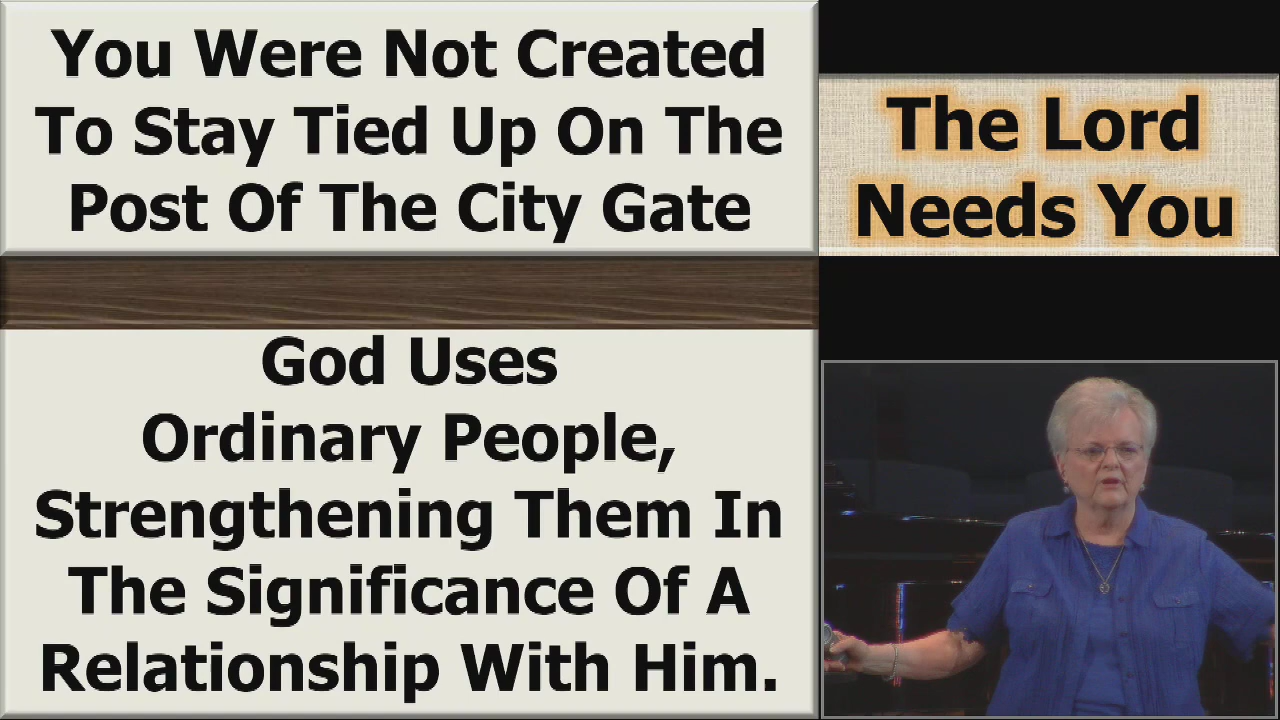 You Were Not Created
To Stay Tied Up On The
Post Of The City Gate
The Lord
Needs You
God Uses
Ordinary People,
Strengthening Them In
The Significance Of A
Relationship With Him.